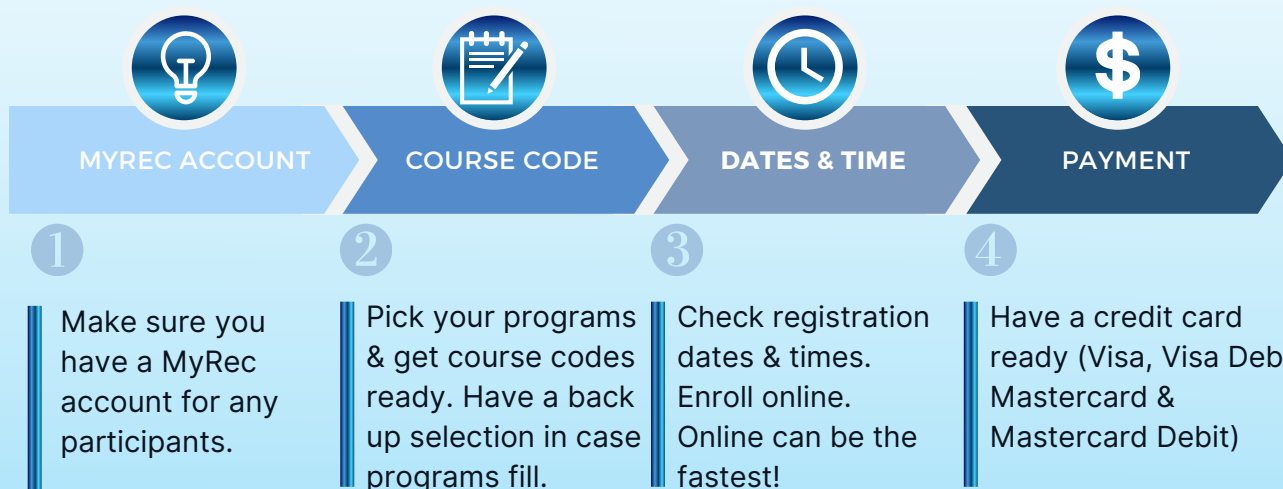 MYREC ACCOUNT
COURSE CODE
DATES & TIME
PAYMENT
1
Make sure you
have a MyRec
account for any
participants.
2
Pick your programs
& get course codes
ready. Have a back
up selection in case
programs fill.
3
Check registration
dates & times.
Enroll online.
Online can be the
fastest!
4
Have a credit card
ready (Visa, Visa Deb
Mastercard &
Mastercard Debit)